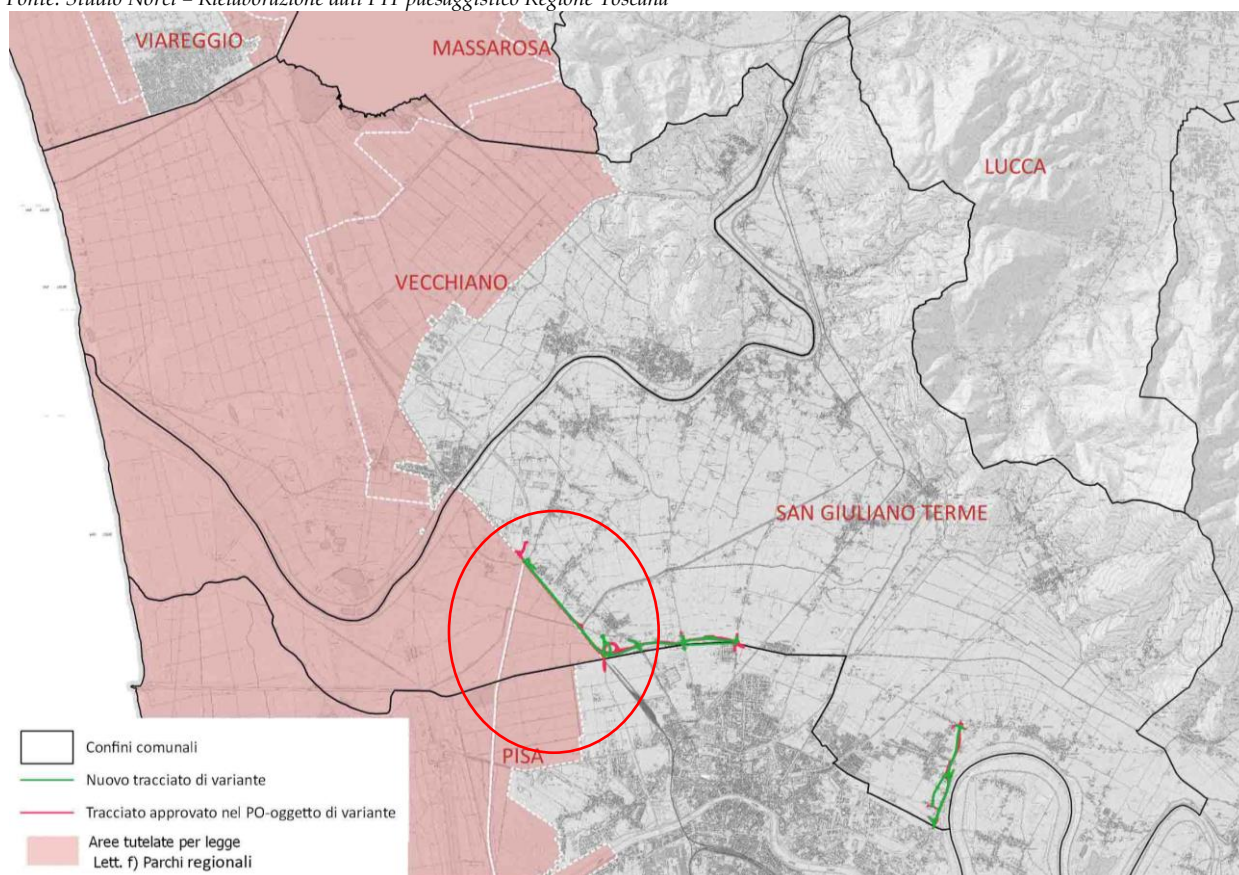 Fonte: Studio Norci – Rielaborazione dati PIT paesaggistico Regione Toscana
VIAREGGIO
MASSAROSA
LUCCA
VECCHIANO
SAN GIULIANO TERME
PISA
Confini comunali
Nuovo tracciato di variante
Tracciato approvato nel PO-oggetto di variante
Aree tutelate per legge
Lett. f) Parchi regionali